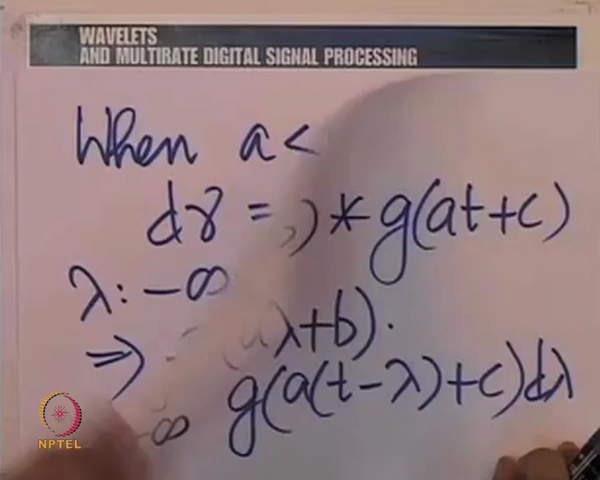 WAVELETS
AND MULTIRATE DIGITAL SIGNAL PROCESSING
When a <
dγ = ) * g(at+c)
λ: -∞
⇒ λ+b).
-∞ g(a(t-λ)+c)dλ
NPTEL